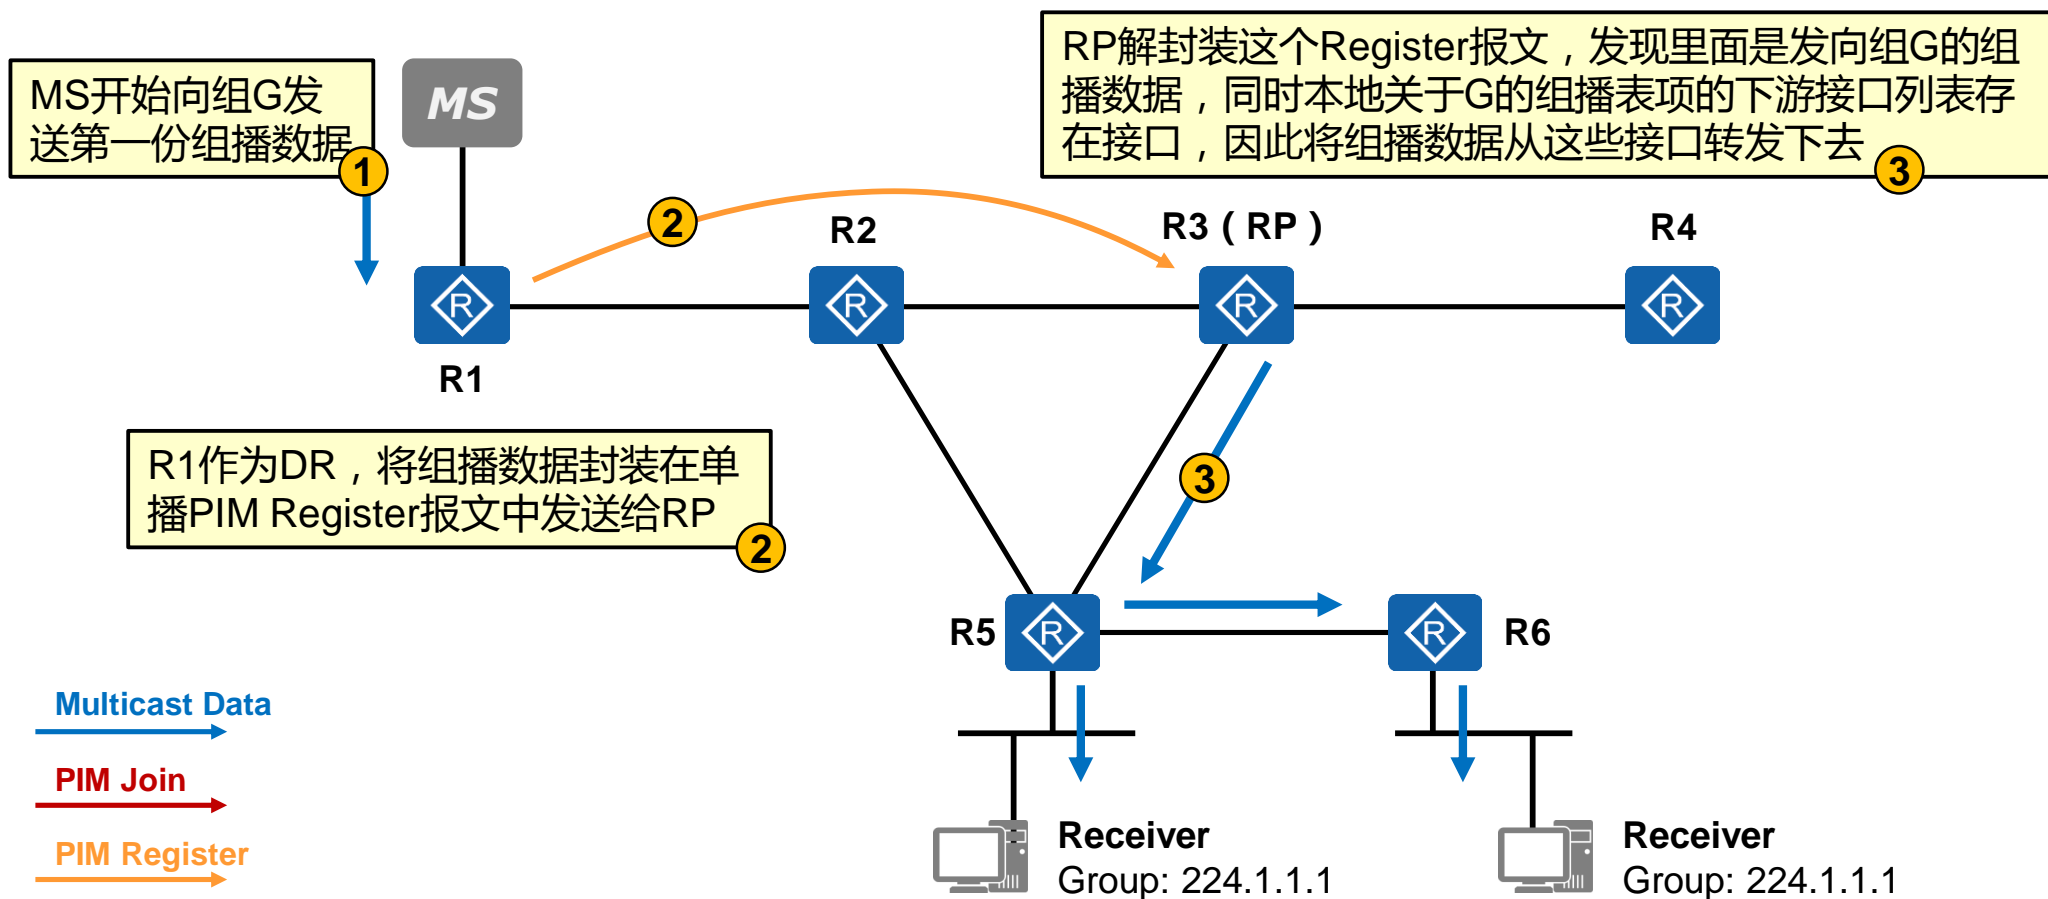 RP解封装这个Register报文，发现里面是发向组G的组
播数据，同时本地关于G的组播表项的下游接口列表存
在接口，因此将组播数据从这些接口转发下去
3
MS开始向组G发
送第一份组播数据
1
MS
2
R2
R3（RP）
R4
R
R
R
R
R1
R1作为DR，将组播数据封装在单
播PIM Register报文中发送给RP
2
3
R5
R
R
R6
Multicast Data
PIM Join
PIM Register
Receiver
Group: 224.1.1.1
Receiver
Group: 224.1.1.1